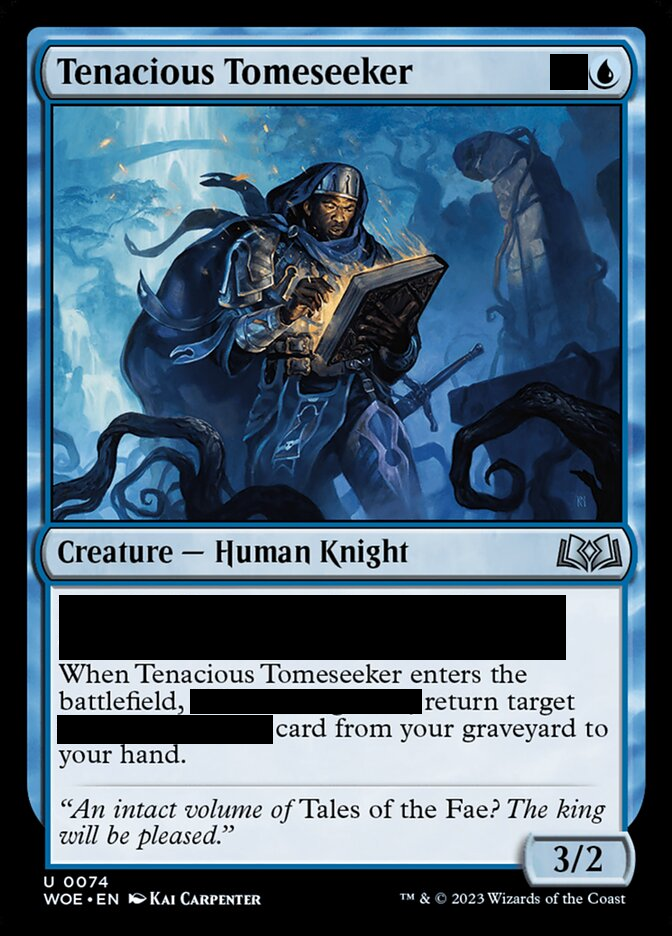 Tenacious Tomeseeker
Creature — Human Knight
When Tenacious Tomeseeker enters the
battlefield, return target
card from your graveyard to
your hand.
“An intact volume of Tales of the Fae? The king
will be pleased.”
3/2
U 0074
WOE • EN Kai Carpenter
™ & © 2023 Wizards of the Coast